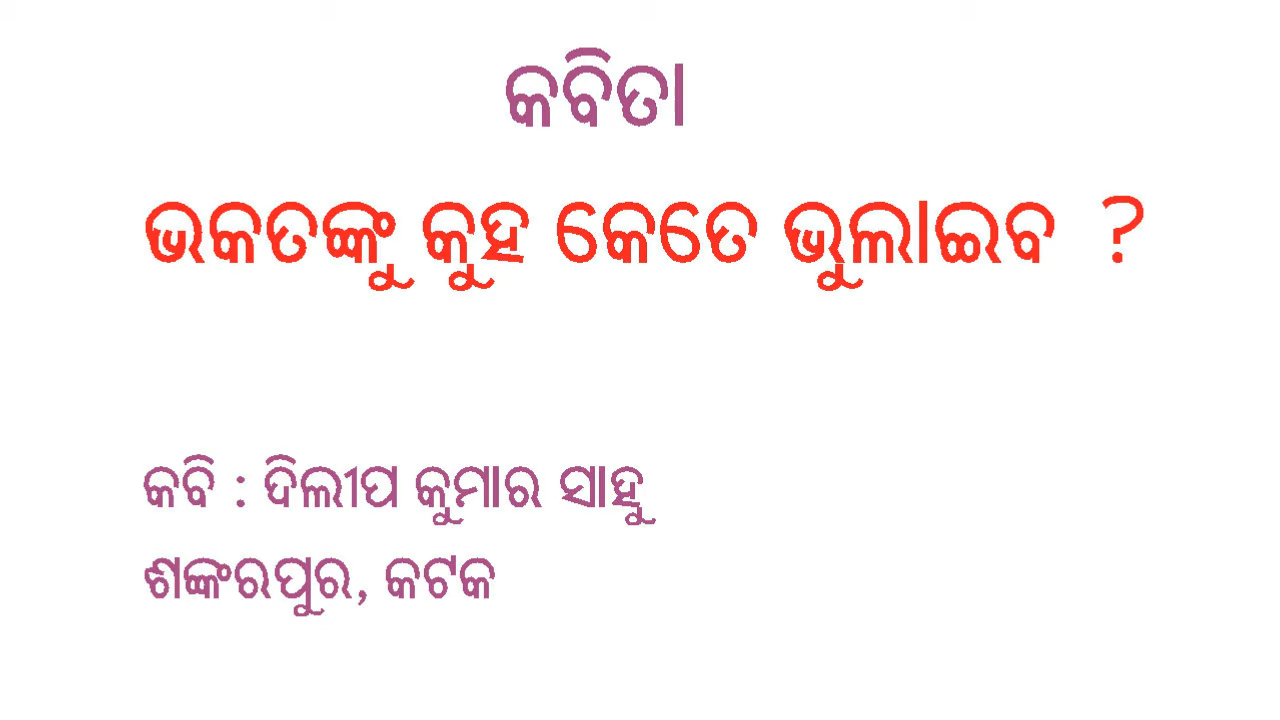 କବିତା
ଭକତଙ୍କୁ କୁହ କେତେ ଭୁଲାଇବ ?
କବି : ଦିଲୀପ କୁମାର ସାହୁ
ଶଙ୍କରପୁର, କଟକ